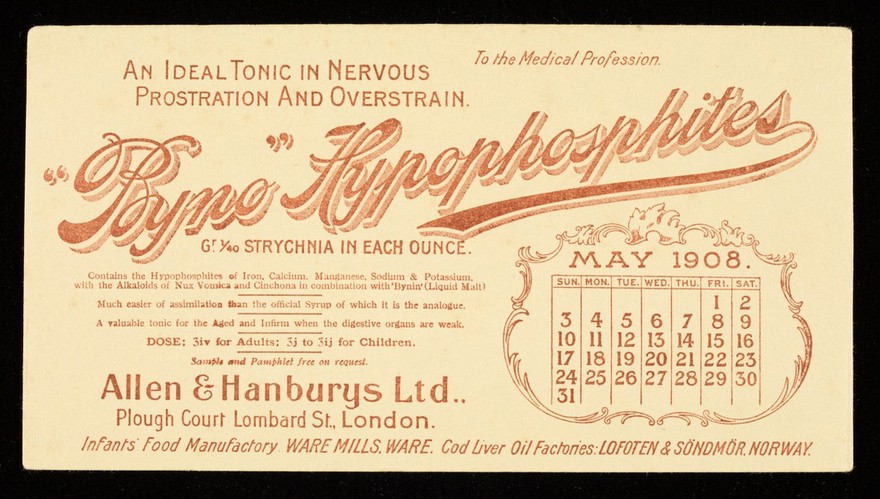 To the Medical Profession.
AN IDEAL TONIC IN NERVOUS
PROSTRATION AND OVERSTRAIN.
"Byno" Hypophosphites
Gr 1/40 STRYCHNIA IN EACH OUNCE.
Contains the Hypophosphites of Iron, Calcium, Manganese, Sodium & Potassium,
with the Alkaloids of Nux Vomica and Cinchona in combination with 'Bynin' (Liquid Malt)
Much easier of assimilation than the official Syrup of which it is the analogue.
A valuable tonic for the Aged and Infirm when the digestive organs are weak.
DOSE: ʒiv for Adults; ʒj to ʒij for Children.
Sample and Pamphlet free on request.
Allen & Hanburys Ltd.,
Plough Court Lombard St., London.
MAY 1908.
SUN. MON. TUE. WED. THU. FRI. SAT.
1 2
3 4 5 6 7 8 9
10 11 12 13 14 15 16
17 18 19 20 21 22 23
24 25 26 27 28 29 30
31
Infants' Food Manufactory. WARE MILLS, WARE. Cod Liver Oil Factories: LOFOTEN & SÖNDMÖR, NORWAY.